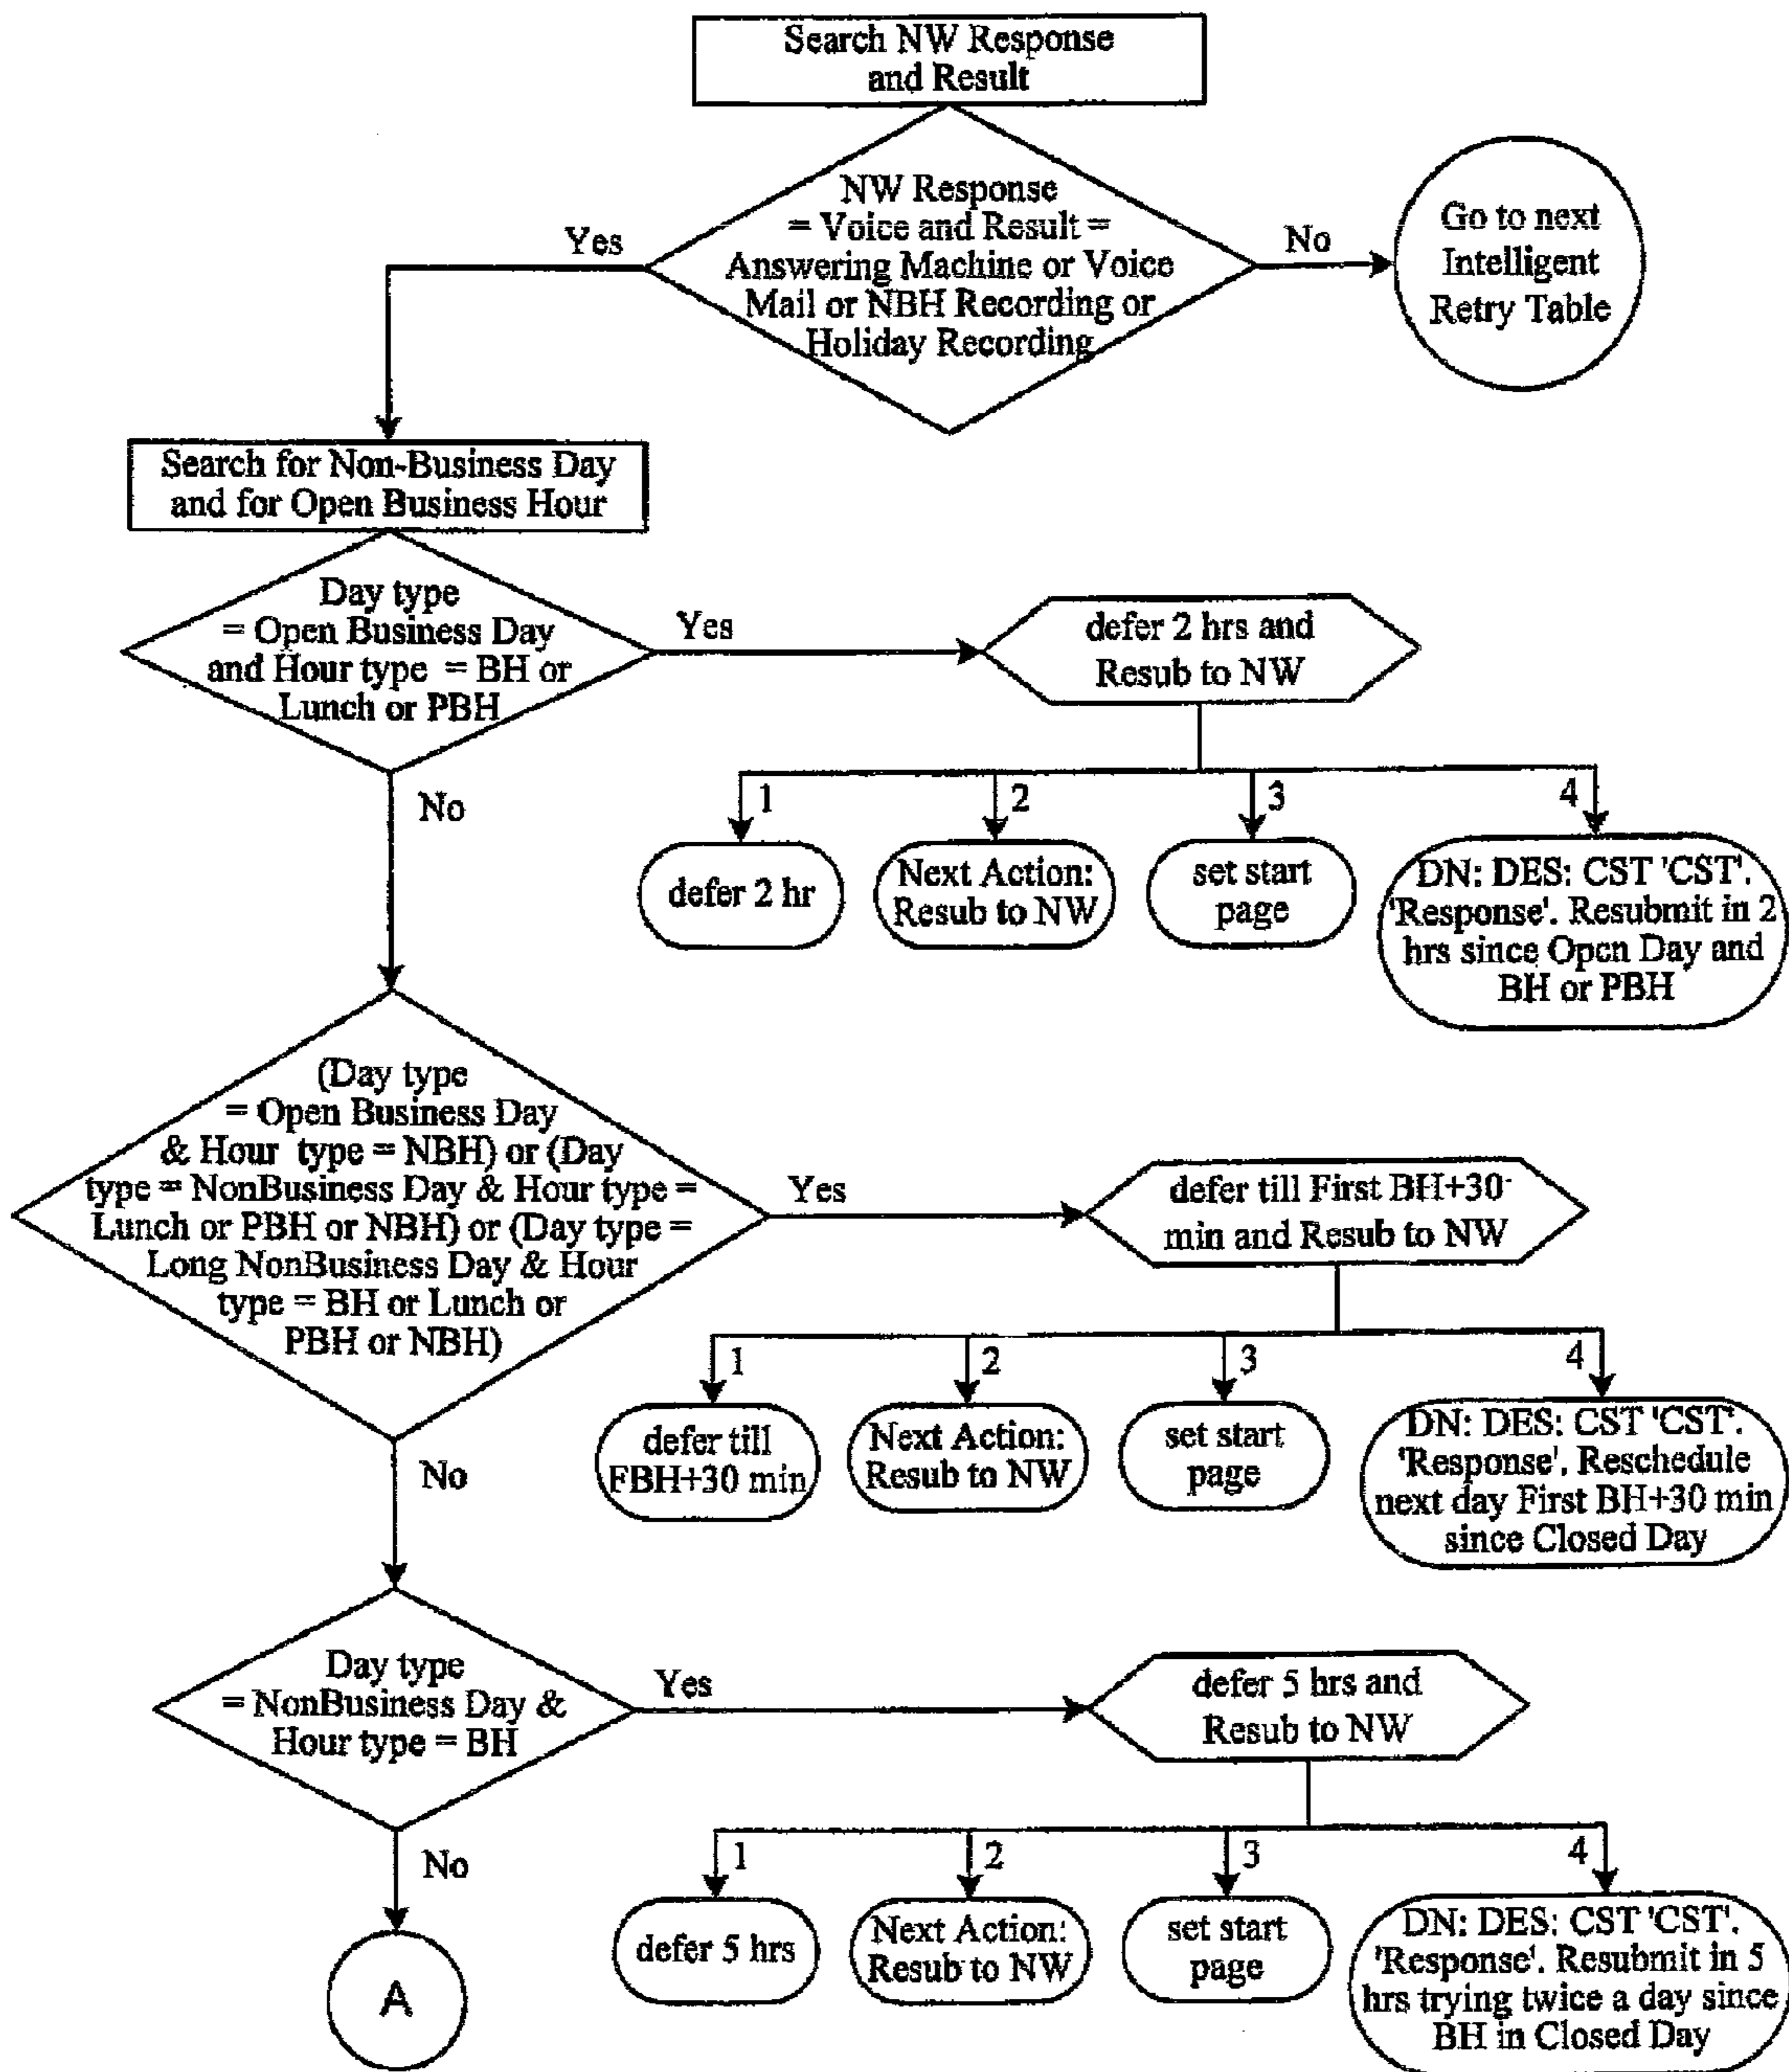 Search NW Response
and Result
NW Response
= Voice and Result =
Answering Machine or Voice
Mail or NBH Recording or
Holiday Recording
Yes
No
Go to next
Intelligent
Retry Table
Search for Non-Business Day
and for Open Business Hour
Day type
= Open Business Day
and Hour type = BH or
Lunch or PBH
Yes
defer 2 hrs and
Resub to NW
No
1
2
3
4
defer 2 hr
Next Action:
Resub to NW
set start
page
DN: DES: CST 'CST'.
'Response'. Resubmit in 2
hrs since Open Day and
BH or PBH
(Day type
= Open Business Day
& Hour type = NBH) or (Day
type = NonBusiness Day & Hour type =
Lunch or PBH or NBH) or (Day type =
Long NonBusiness Day & Hour
type = BH or Lunch or
PBH or NBH)
Yes
defer till First BH+30
min and Resub to NW
No
1
2
3
4
defer till
FBH+30 min
Next Action:
Resub to NW
set start
page
DN: DES: CST 'CST'.
'Response'. Reschedule
next day First BH+30 min
since Closed Day
Day type
= NonBusiness Day &
Hour type = BH
Yes
defer 5 hrs and
Resub to NW
No
1
2
3
4
defer 5 hrs
Next Action:
Resub to NW
set start
page
DN: DES: CST 'CST'.
'Response'. Resubmit in 5
hrs trying twice a day since
BH in Closed Day
A